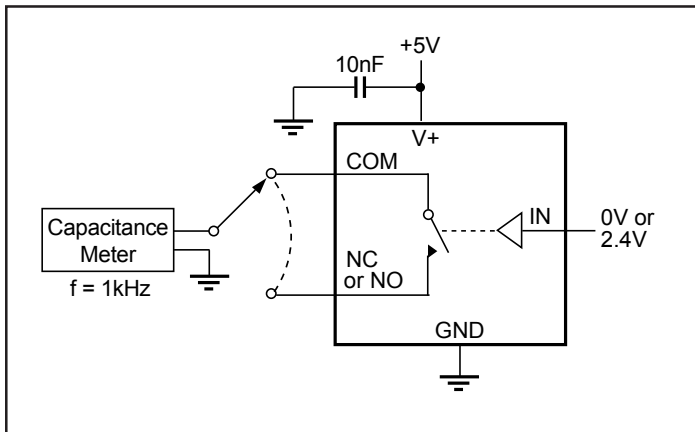 +5V
10nF
V+
COM
IN
0V or
2.4V
Capacitance
Meter
f = 1kHz
NC
or NO
GND